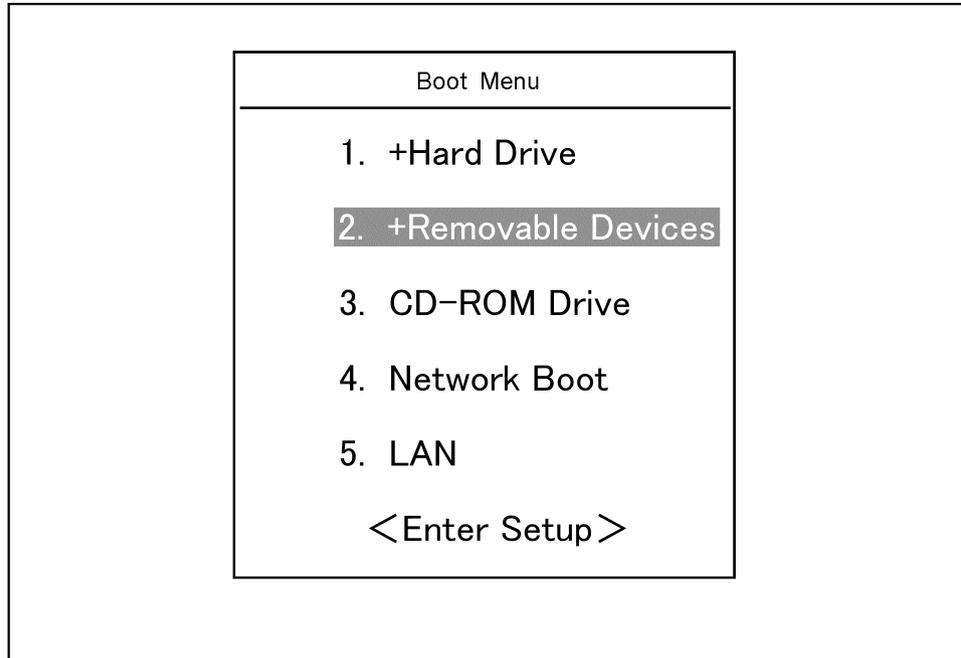 Boot Menu
1. +Hard Drive
2. +Removable Devices
3. CD-ROM Drive
4. Network Boot
5. LAN
<Enter Setup>